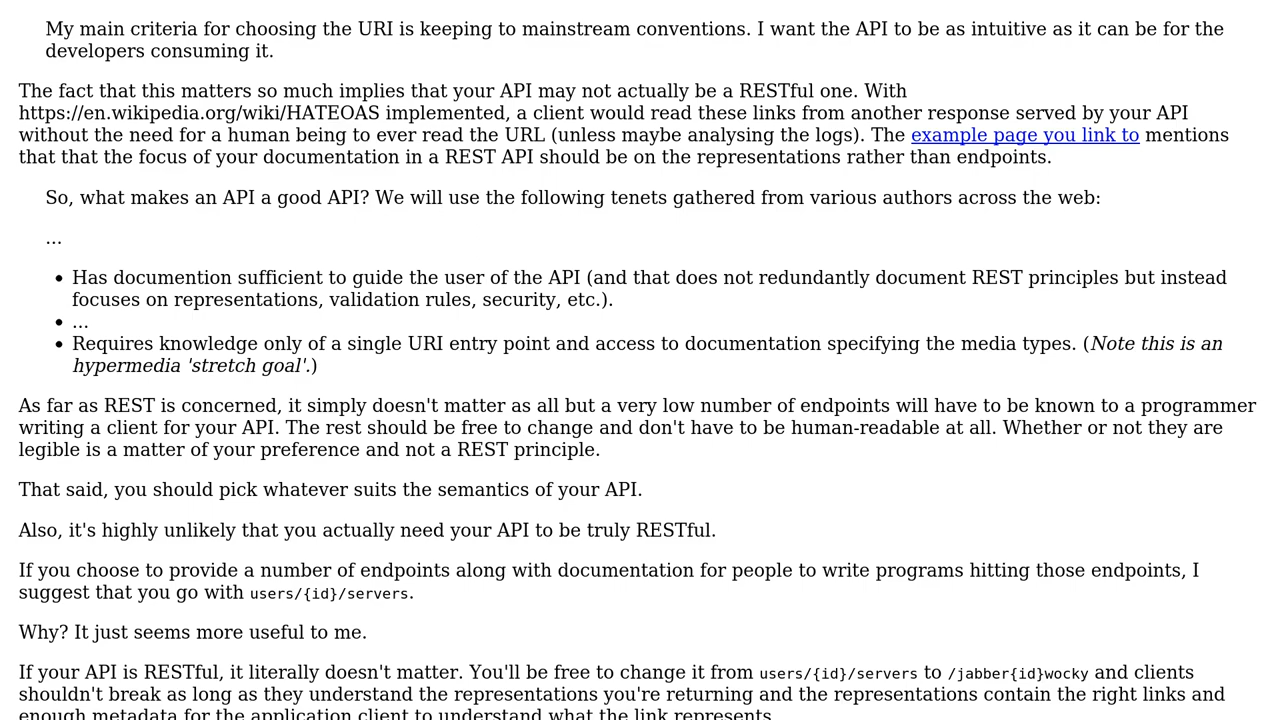 My main criteria for choosing the URI is keeping to mainstream conventions. I want the API to be as intuitive as it can be for the
developers consuming it.
The fact that this matters so much implies that your API may not actually be a RESTful one. With
https://en.wikipedia.org/wiki/HATEOAS implemented, a client would read these links from another response served by your API
without the need for a human being to ever read the URL (unless maybe analysing the logs). The example page you link to mentions
that that the focus of your documentation in a REST API should be on the representations rather than endpoints.
So, what makes an API a good API? We will use the following tenets gathered from various authors across the web:
...
• Has documention sufficient to guide the user of the API (and that does not redundantly document REST principles but instead
focuses on representations, validation rules, security, etc.).
• ...
• Requires knowledge only of a single URI entry point and access to documentation specifying the media types. (Note this is an
hypermedia 'stretch goal'.)
As far as REST is concerned, it simply doesn't matter as all but a very low number of endpoints will have to be known to a programmer
writing a client for your API. The rest should be free to change and don't have to be human-readable at all. Whether or not they are
legible is a matter of your preference and not a REST principle.
That said, you should pick whatever suits the semantics of your API.
Also, it's highly unlikely that you actually need your API to be truly RESTful.
If you choose to provide a number of endpoints along with documentation for people to write programs hitting those endpoints, I
suggest that you go with users/{id}/servers.
Why? It just seems more useful to me.
If your API is RESTful, it literally doesn't matter. You'll be free to change it from users/{id}/servers to /jabber{id}wocky and clients
shouldn't break as long as they understand the representations you're returning and the representations contain the right links and
enough metadata for the application client to understand what the link represents.